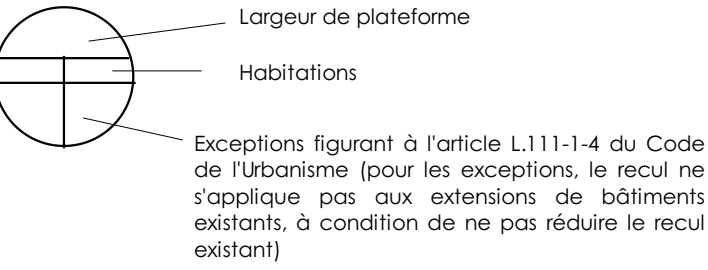 Largeur de plateforme
Habitations
Exceptions figurant à l'article L.111-1-4 du Code
de l'Urbanisme (pour les exceptions, le recul ne
s'applique pas aux extensions de bâtiments
existants, à condition de ne pas réduire le recul
existant)